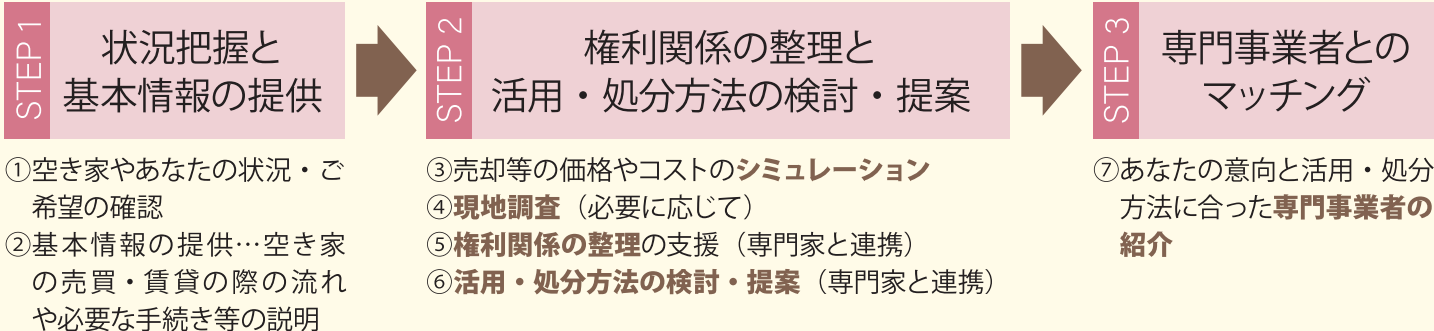 STEP 1
状況把握と
基本情報の提供
①空き家やあなたの状況・ご
希望の確認
②基本情報の提供…空き家
の売買・賃貸の際の流れ
や必要な手続き等の説明
STEP 2
権利関係の整理と
活用・処分方法の検討・提案
③売却等の価格やコストのシミュレーション
④現地調査（必要に応じて）
⑤権利関係の整理の支援（専門家と連携）
⑥活用・処分方法の検討・提案（専門家と連携）
STEP 3
専門事業者との
マッチング
⑦あなたの意向と活用・処分
方法に合った専門事業者の
紹介